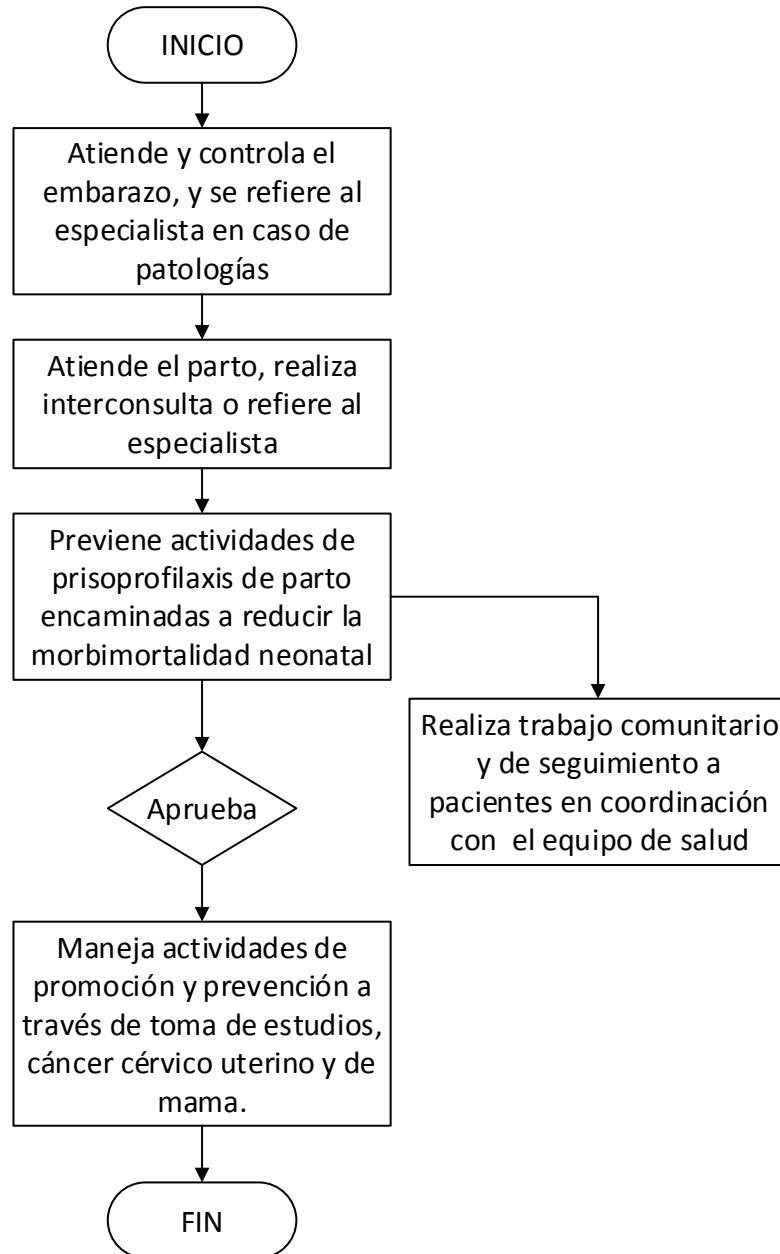 INICIO
Atiende y controla el
embarazo, y se refiere al
especialista en caso de
patologías
Atiende el parto, realiza
interconsulta o refiere al
especialista
Previene actividades de
prisoprofilaxis de parto
encaminadas a reducir la
morbimortalidad neonatal
Realiza trabajo comunitario
y de seguimiento a
pacientes en coordinación
con el equipo de salud
Aprueba
Maneja actividades de
promoción y prevención a
través de toma de estudios,
cáncer cérvico uterino y de
mama.
FIN